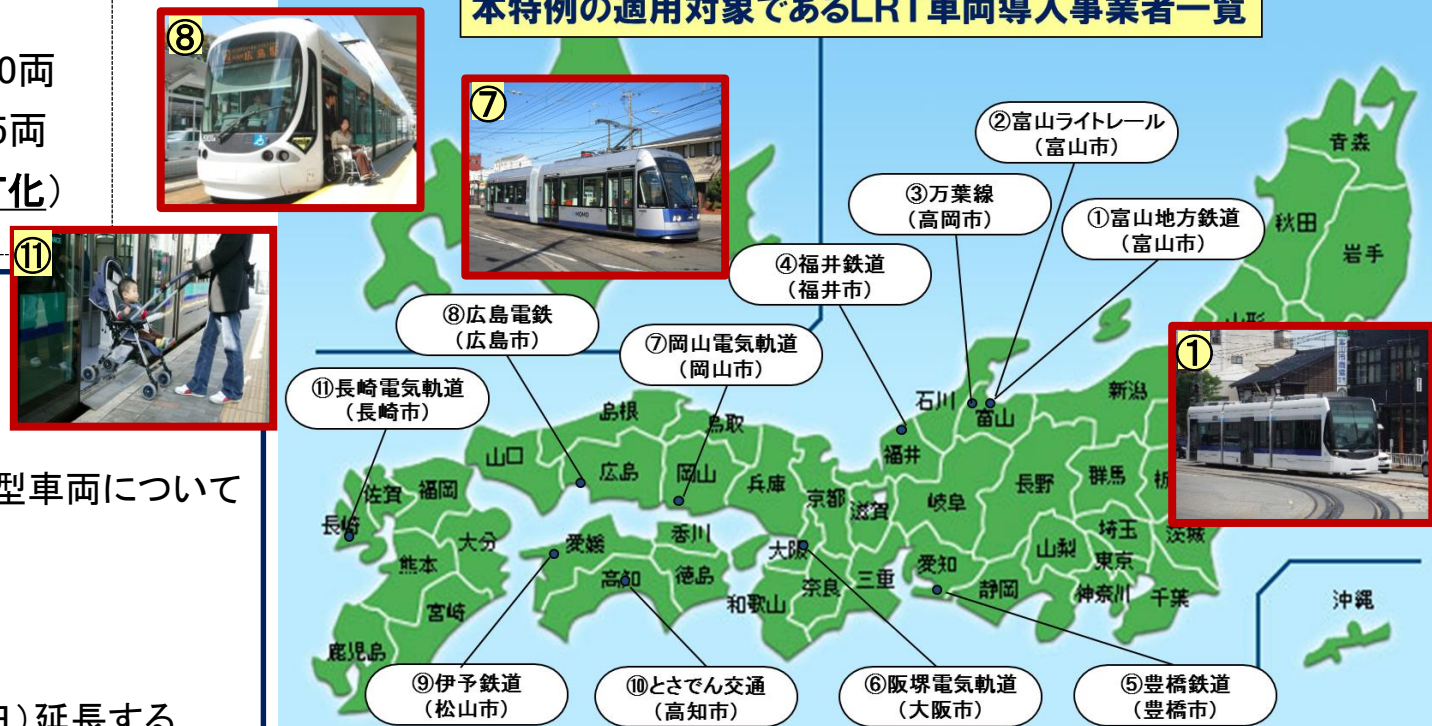 本特例の適用対象であるLRT車両導入事業者一覧
0両
5両
化）
型車両について
）延長する
⑧
⑦
MOMO
⑪
①
②富山ライトレール
（富山市）
③万葉線
（高岡市）
①富山地方鉄道
（富山市）
④福井鉄道
（福井市）
⑧広島電鉄
（広島市）
⑦岡山電気軌道
（岡山市）
⑪長崎電気軌道
（長崎市）
青森
秋田
岩手
山形
新潟
石川
富山
福井
島根
鳥取
山口
広島
岡山
兵庫
京都
滋賀
岐阜
長野
群馬
佐賀
福岡
長崎
大分
熊本
宮崎
鹿児島
愛媛
香川
高知
徳島
大阪
奈良
和歌山
三重
愛知
静岡
山梨
埼玉
東京
神奈川
千葉
茨城
沖縄
⑨伊予鉄道
（松山市）
⑩とさでん交通
（高知市）
⑥阪堺電気軌道
（大阪市）
⑤豊橋鉄道
（豊橋市）